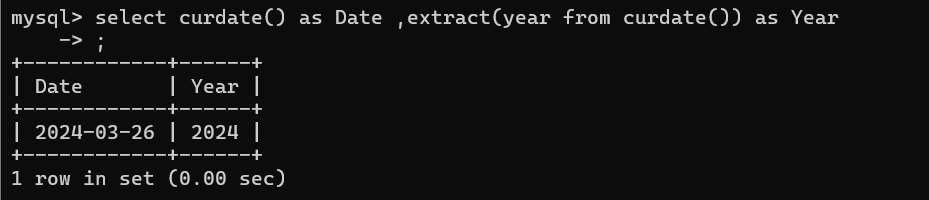 mysql> select curdate() as Date ,extract(year from curdate()) as Year
    -> ;
+------------+------+
| Date       | Year |
+------------+------+
| 2024-03-26 | 2024 |
+------------+------+
1 row in set (0.00 sec)